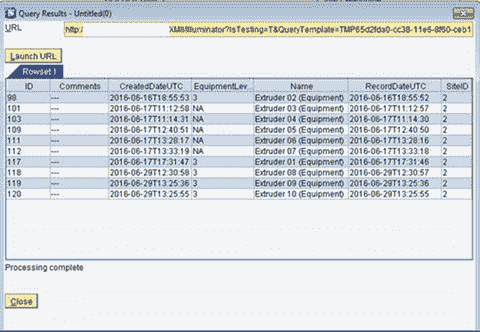 Query Results - Untitled(0)
URL
http: XMII/Illuminator?IsTesting=T&QueryTemplate=TMP65d2fda0-cc38-11e6-8f50-ceb1
Launch URL
Rowset 1
ID Comments CreatedDateUTC EquipmentLev... Name RecordDateUTC SiteID
98 --- 2016-06-16T18:55:53 3 Extruder 02 (Equipment) 2016-06-16T18:55:52 2
101 --- 2016-06-17T11:12:58 NA Extruder 03 (Equipment) 2016-06-17T11:12:57 2
103 --- 2016-06-17T11:14:31 NA Extruder 04 (Equipment) 2016-06-17T11:14:30 2
109 --- 2016-06-17T12:40:51 NA Extruder 05 (Equipment) 2016-06-17T12:40:50 2
111 --- 2016-06-17T13:28:17 NA Extruder 06 (Equipment) 2016-06-17T13:28:16 2
112 --- 2016-06-17T13:33:19 NA Extruder 07 (Equipment) 2016-06-17T13:33:18 2
117 --- 2016-06-17T17:31:47 3 Extruder 01 (Equipment) 2016-06-17T17:31:46 2
118 --- 2016-06-29T12:30:58 3 Extruder 08 (Equipment) 2016-06-29T12:30:57 2
119 --- 2016-06-29T13:25:36 3 Extruder 09 (Equipment) 2016-06-29T13:25:36 2
120 --- 2016-06-29T13:25:55 3 Extruder 10 (Equipment) 2016-06-29T13:25:55 2
Processing complete
Close